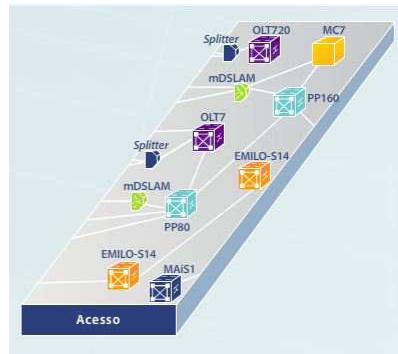 OLT720
MC7
Splitter
mDSLAM
PP160
OLT7
Splitter
EMILO-S14
mDSLAM
PP80
EMILO-S14
MAiS1
Acesso